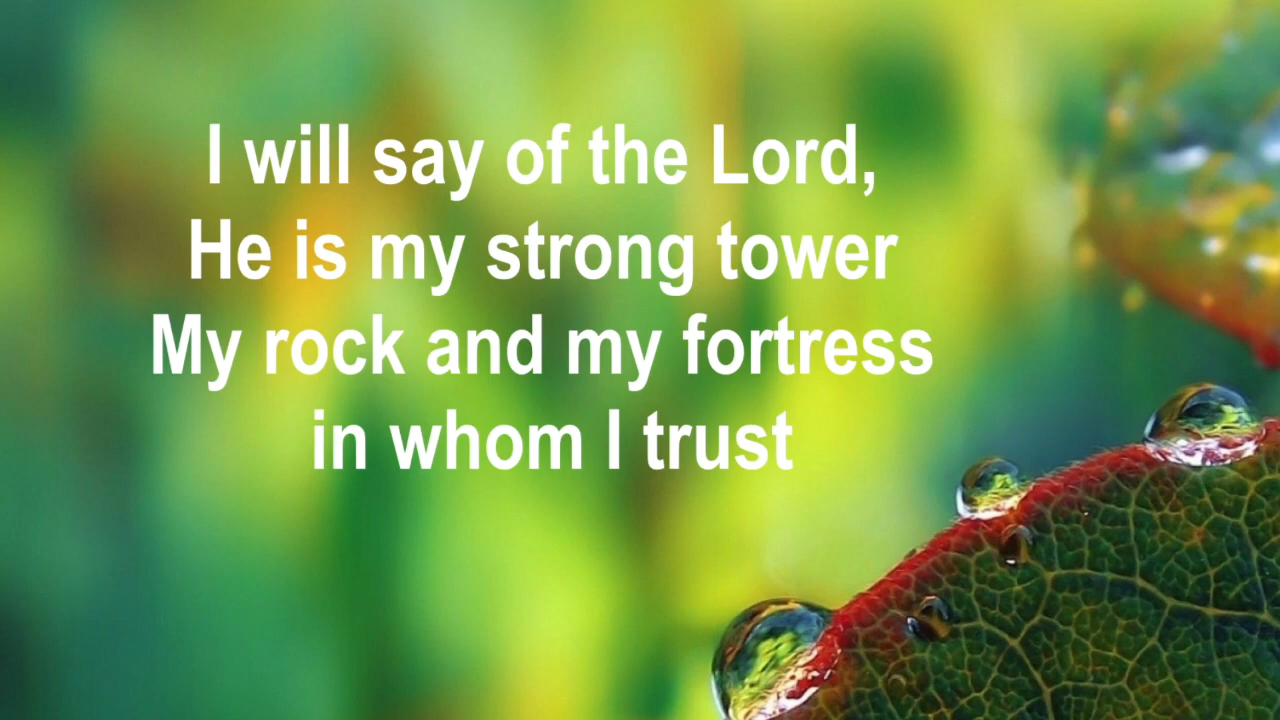 I will say of the Lord,
He is my strong tower
My rock and my fortress
in whom I trust